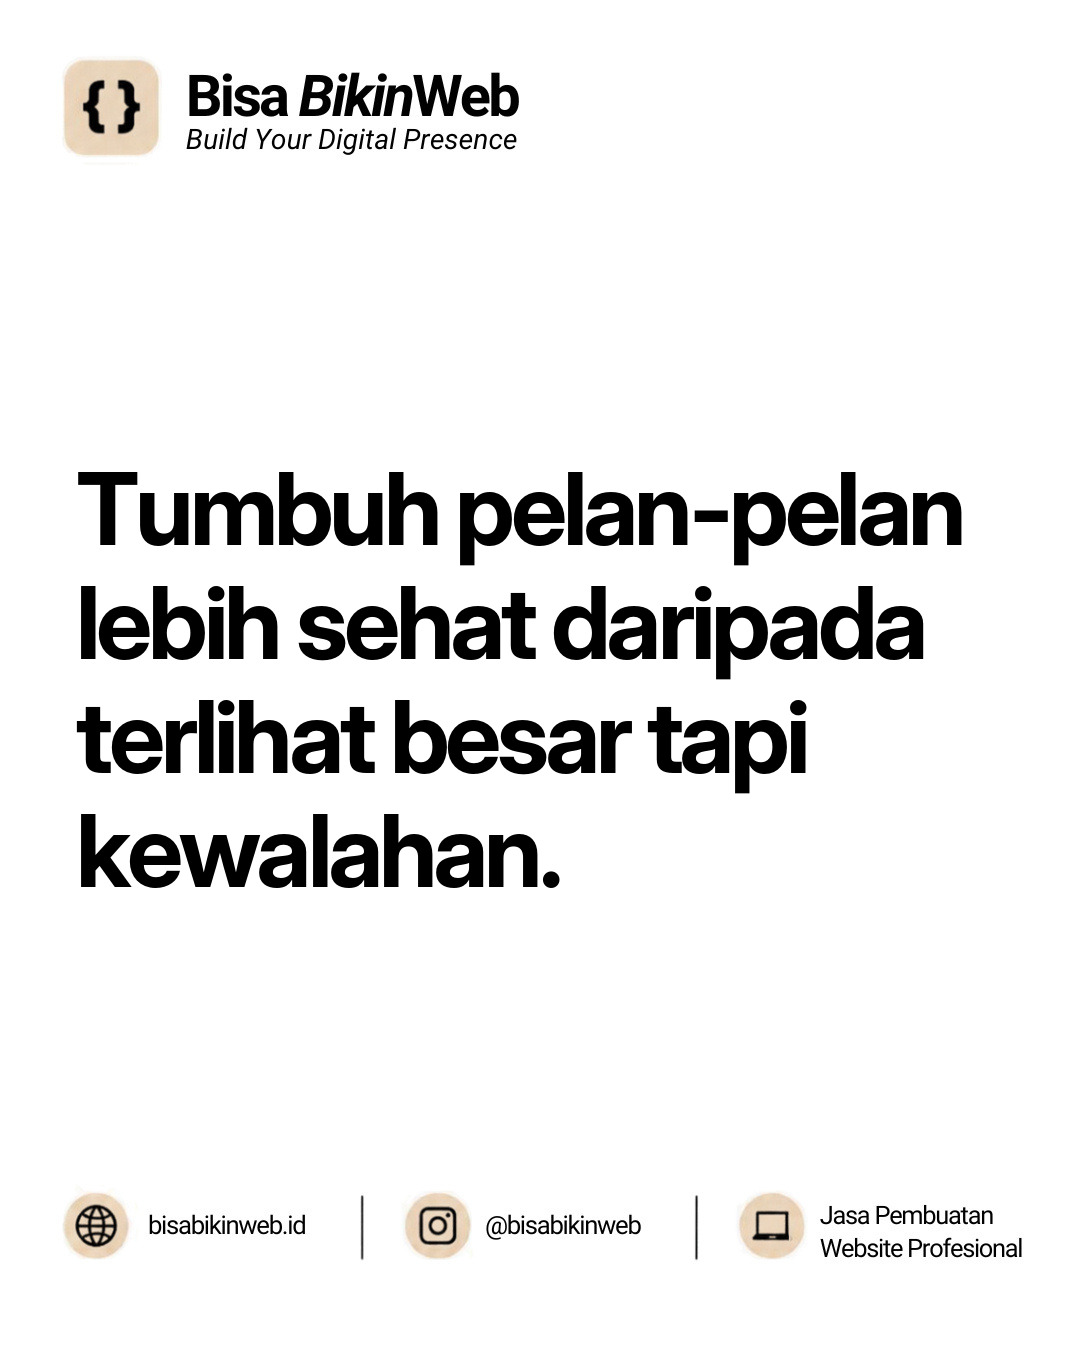 { }
Bisa BikinWeb
Build Your Digital Presence
Tumbuh pelan-pelan
lebih sehat daripada
terlihat besar tapi
kewalahan.
bisabikinweb.id
@bisabikinweb
Jasa Pembuatan
Website Profesional